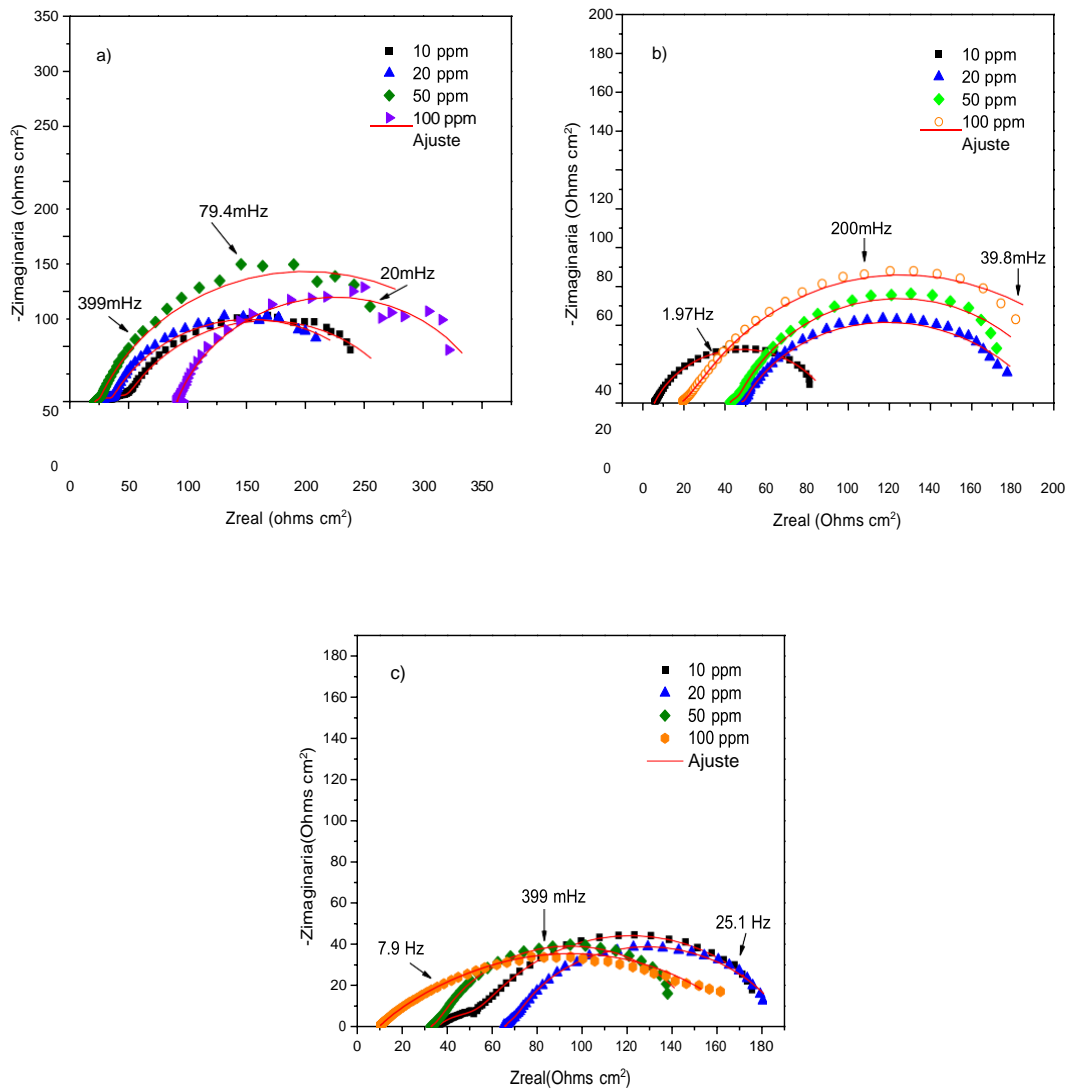 a)
10 ppm
20 ppm
50 ppm
100 ppm
Ajuste
-Zimaginaria (ohms cm²)
350
300
250
200
150
100
50
0
79.4mHz
399mHz
20mHz
0 50 100 150 200 250 300 350
Zreal (ohms cm²)
b)
10 ppm
20 ppm
50 ppm
100 ppm
Ajuste
-Zimaginaria (Ohms cm²)
200
180
160
140
120
100
80
60
40
20
0
200mHz
39.8mHz
1.97Hz
0 20 40 60 80 100 120 140 160 180 200
Zreal (Ohms cm²)
c)
10 ppm
20 ppm
50 ppm
100 ppm
Ajuste
-Zimaginaria(Ohms cm²)
180
160
140
120
100
80
60
40
20
0
399 mHz
7.9 Hz
25.1 Hz
0 20 40 60 80 100 120 140 160 180
Zreal(Ohms cm²)